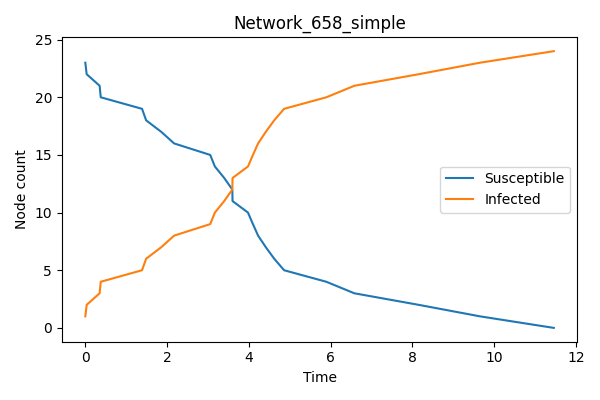 Network_658_simple
Node count
25
20
15
10
5
0
Susceptible
Infected
0 2 4 6 8 10 12
Time